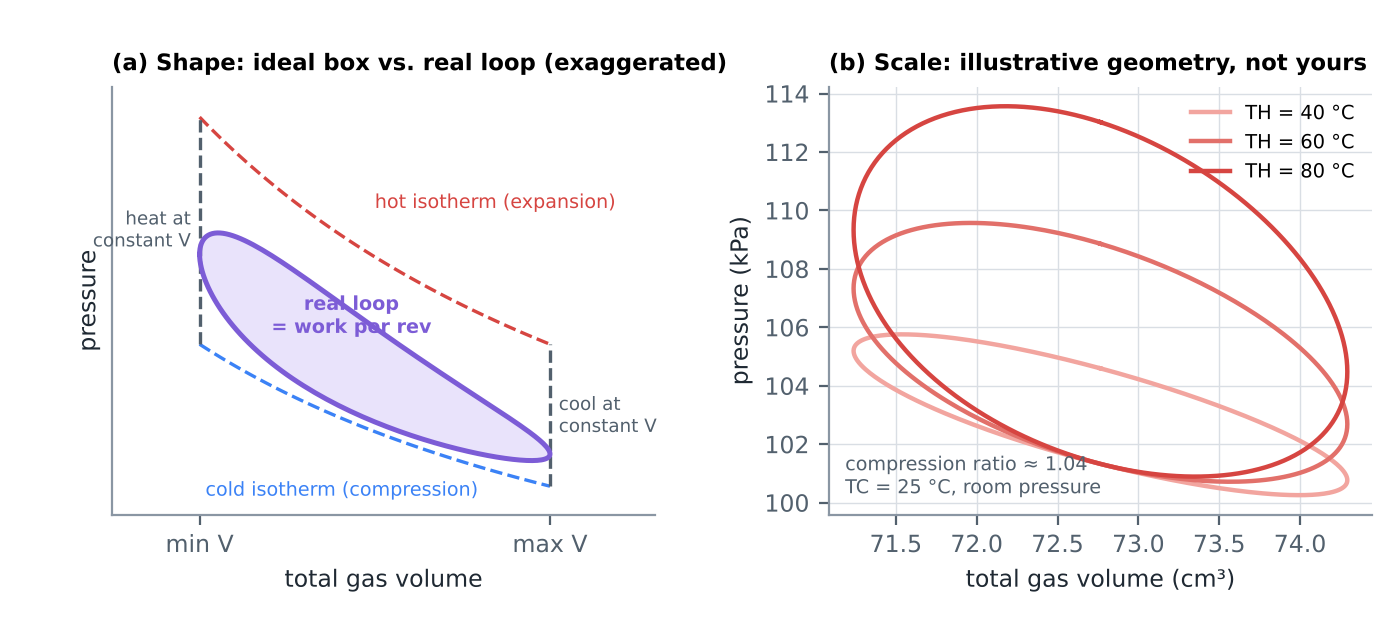 (a) Shape: ideal box vs. real loop (exaggerated)
pressure
heat at
constant V
hot isotherm (expansion)
real loop
= work per rev
cool at
constant V
cold isotherm (compression)
min V
max V
total gas volume
(b) Scale: illustrative geometry, not yours
pressure (kPa)
114
112
110
108
106
104
102
100
TH = 40 °C
TH = 60 °C
TH = 80 °C
compression ratio ≈ 1.04
TC = 25 °C, room pressure
71.5 72.0 72.5 73.0 73.5 74.0
total gas volume (cm³)